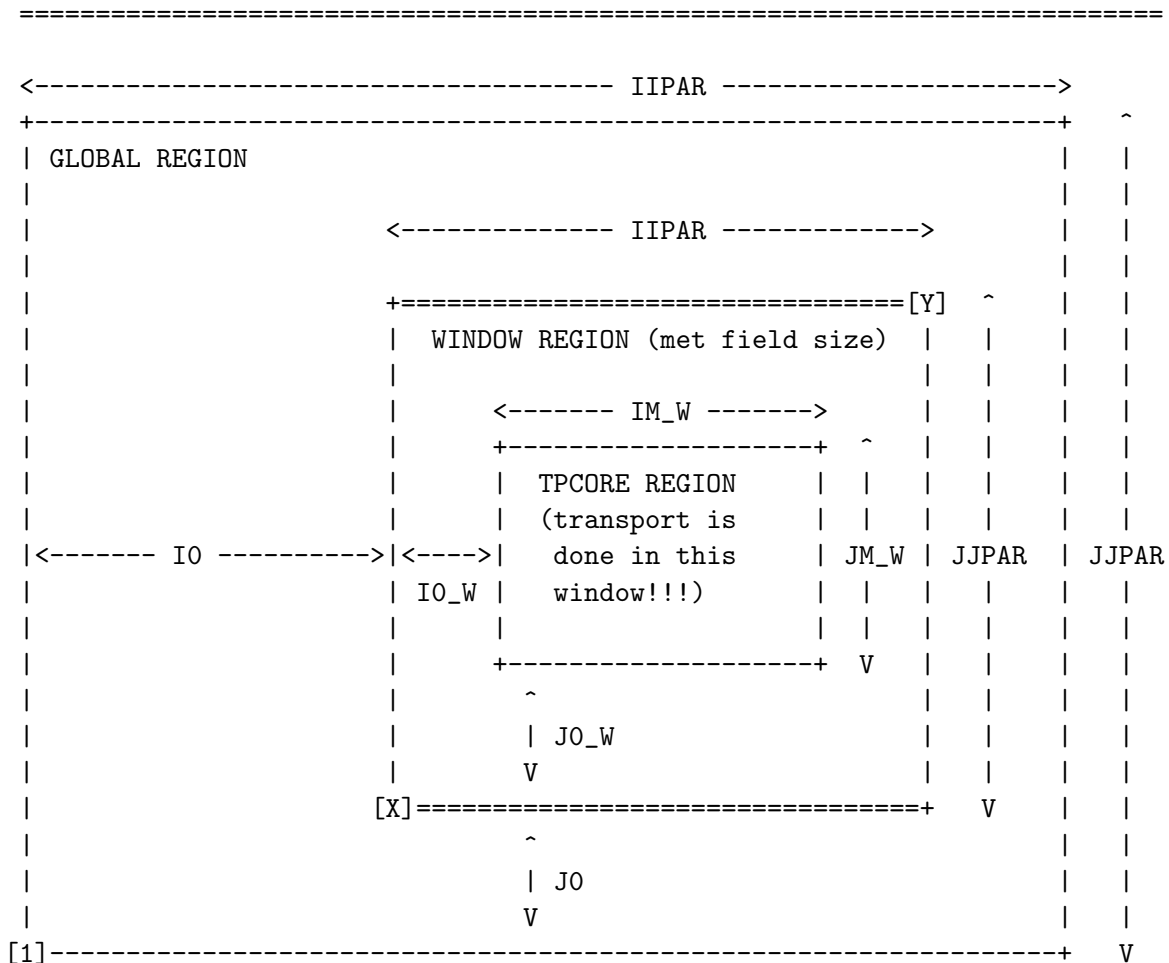 ===========================================================================

<-------------------------------------- IIPAR ---------------------->
+-------------------------------------------------------------------+   ^
| GLOBAL REGION                                                     |   |
|                                                                   |   |
|                       <-------------- IIPAR ------------->        |   |
|                                                                   |   |
|                       +=================================[Y]  ^    |   |
|                       |  WINDOW REGION (met field size)  |   |    |   |
|                       |                                  |   |    |   |
|                       |      <------- IM_W ------->      |   |    |   |
|                       |      +--------------------+  ^   |   |    |   |
|                       |      |  TPCORE REGION     |  |   |   |    |   |
|                       |      |  (transport is     |  |   |   |    |   |
|<------- I0 ---------->|<---->|   done in this     | JM_W | JJPAR  | JJPAR
|                       | I0_W |   window!!!)       |  |   |   |    |   |
|                       |      |                    |  |   |   |    |   |
|                       |      +--------------------+  V   |   |    |   |
|                       |        ^                         |   |    |   |
|                       |        | J0_W                    |   |    |   |
|                       |        V                         |   |    |   |
|                      [X]=================================+   V    |   |
|                                ^                                  |   |
|                                | J0                               |   |
|                                V                                  |   |
[1]------------------------------------------------------------------+   V